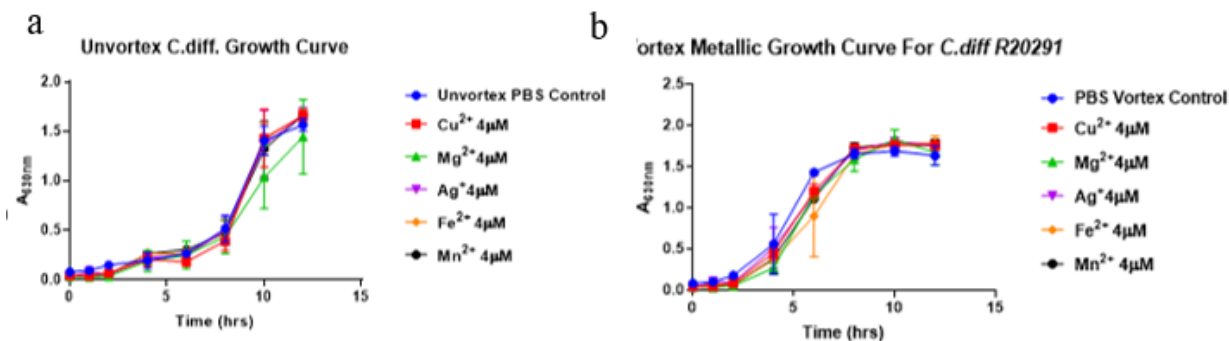 a
Unvortex C.diff. Growth Curve
A630nm
2.0
1.5
1.0
0.5
0.0
0
5
10
15
Time (hrs)
Unvortex PBS Control
Cu²⁺ 4μM
Mg²⁺ 4μM
Ag⁺4μM
Fe²⁺ 4μM
Mn²⁺ 4μM
b
ortex Metallic Growth Curve For C.diff R20291
A630nm
2.5
2.0
1.5
1.0
0.5
0.0
0
5
10
15
Time (hrs)
PBS Vortex Control
Cu²⁺ 4μM
Mg²⁺ 4μM
Ag⁺4μM
Fe²⁺ 4μM
Mn²⁺ 4μM